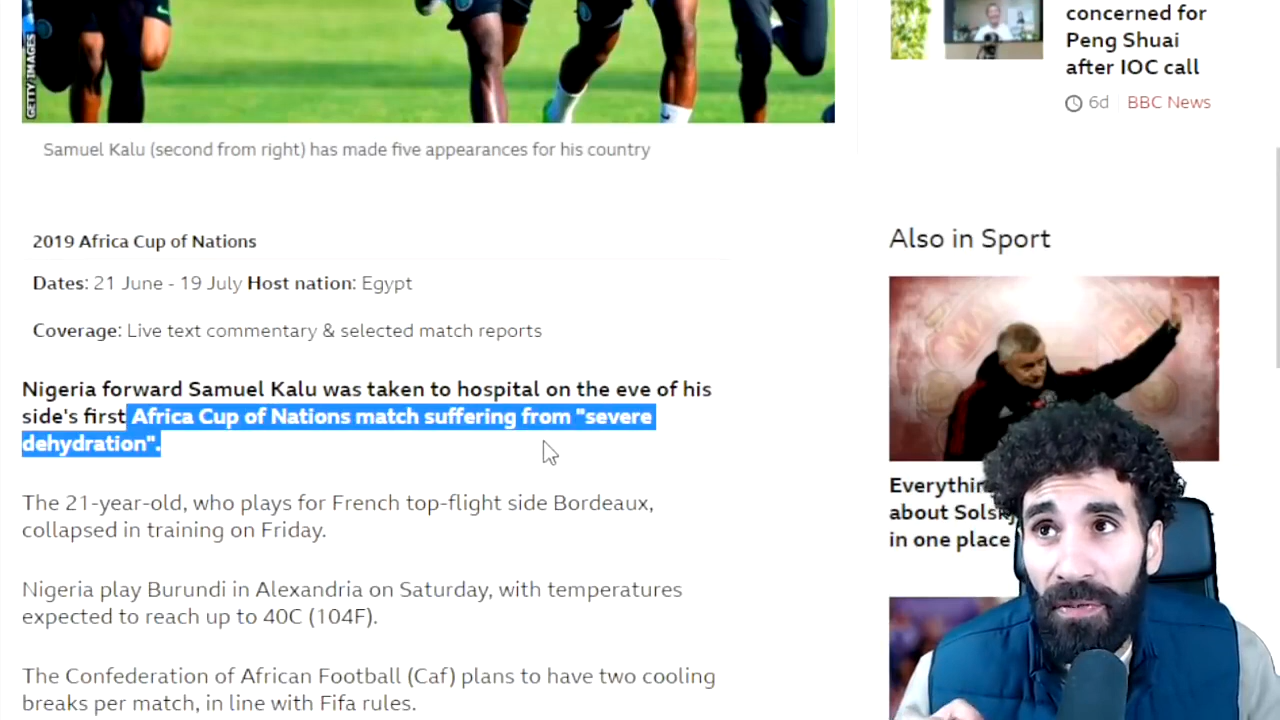 GETTY IMAGES
Samuel Kalu (second from right) has made five appearances for his country
2019 Africa Cup of Nations
Dates: 21 June - 19 July Host nation: Egypt
Coverage: Live text commentary & selected match reports
Nigeria forward Samuel Kalu was taken to hospital on the eve of his
side's first Africa Cup of Nations match suffering from "severe
dehydration".
The 21-year-old, who plays for French top-flight side Bordeaux,
collapsed in training on Friday.
Nigeria play Burundi in Alexandria on Saturday, with temperatures
expected to reach up to 40C (104F).
The Confederation of African Football (Caf) plans to have two cooling
breaks per match, in line with Fifa rules.
concerned for
Peng Shuai
after IOC call
6d BBC News
Also in Sport
about
in one place